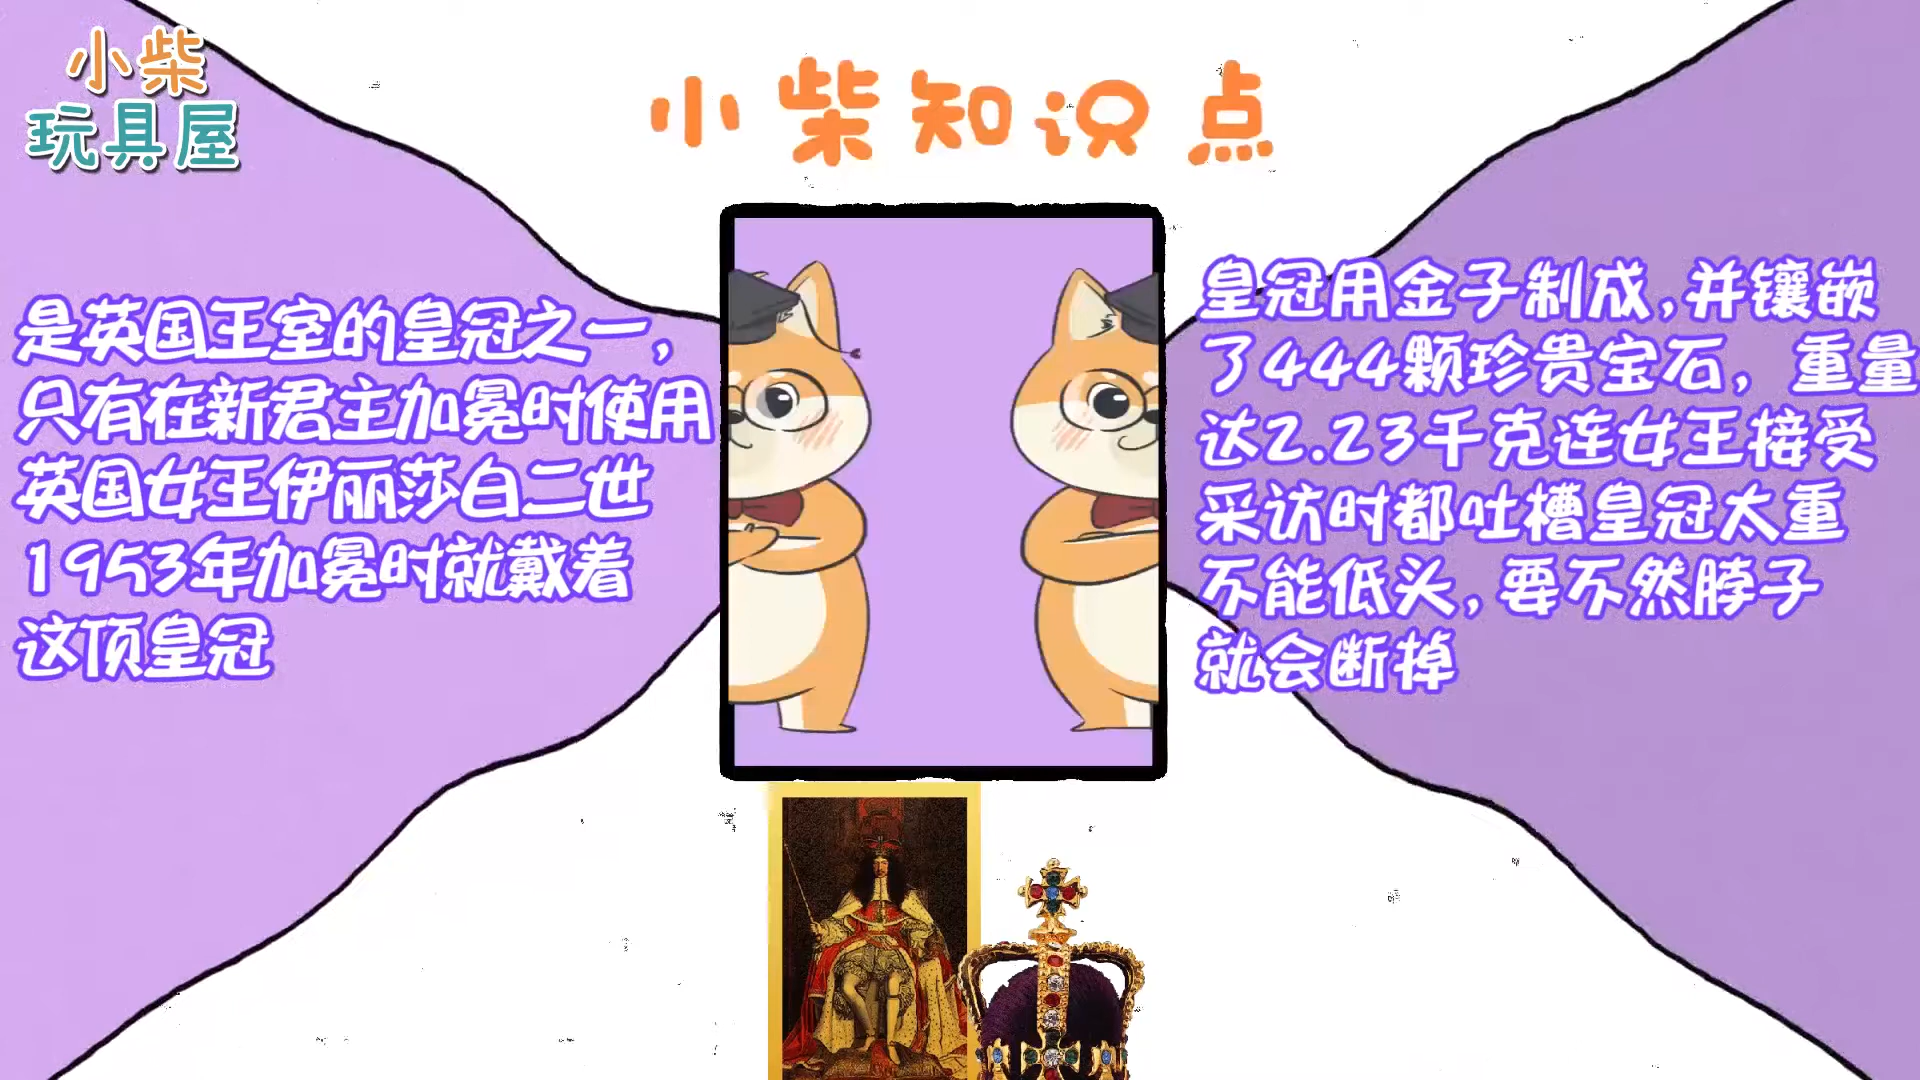 小柴
玩具屋
小柴知识点
是英国王室的皇冠之一，
只有在新君主加冕时使用
英国女王伊丽莎白二世
1953年加冕时就戴着
这顶皇冠
皇冠用金子制成，并镶嵌
了444颗珍贵宝石，重量
达2.23千克连女王接受
采访时都吐槽皇冠太重
不能低头，要不然脖子
就会断掉